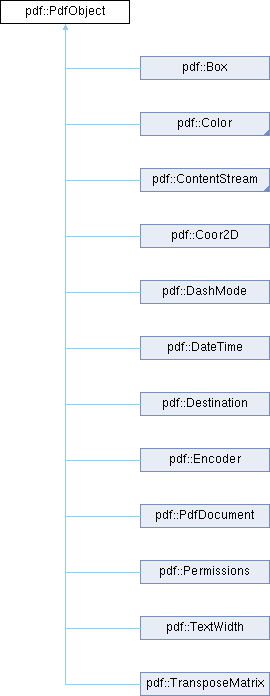 pdf::PdfObject
pdf::Box
pdf::Color
pdf::ContentStream
pdf::Coor2D
pdf::DashMode
pdf::DateTime
pdf::Destination
pdf::Encoder
pdf::PdfDocument
pdf::Permissions
pdf::TextWidth
pdf::TransposeMatrix